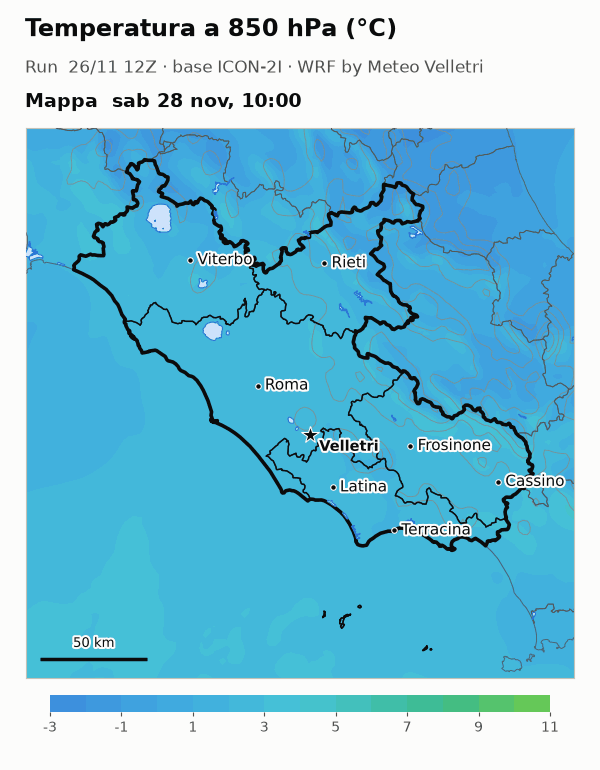 Temperatura a 850 hPa (°C)
Run  26/11 12Z · base ICON-2I · WRF by Meteo Velletri
Mappa  sab 28 nov, 10:00
Viterbo
Rieti
Roma
Velletri
Frosinone
Cassino
Latina
Terracina
50 km
-3 -1 1 3 5 7 9 11